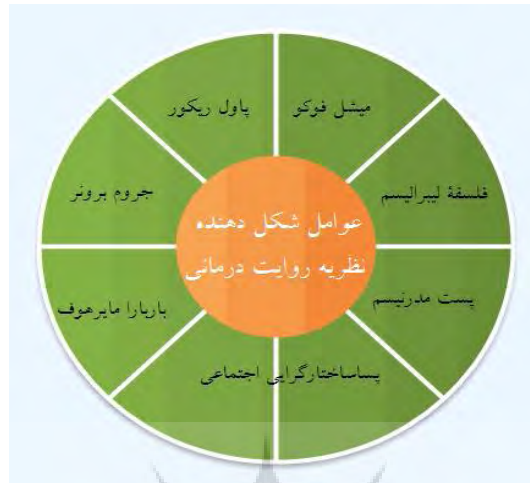 میشل فوکو
پاول ریکور
فلسفهٔ لیبرالیسم
جروم برونر
عوامل شکل دهنده
نظریه روایت درمانی
پست مدرنیسم
باربارا مایرهوف
پساساختارگرایی اجتماعی